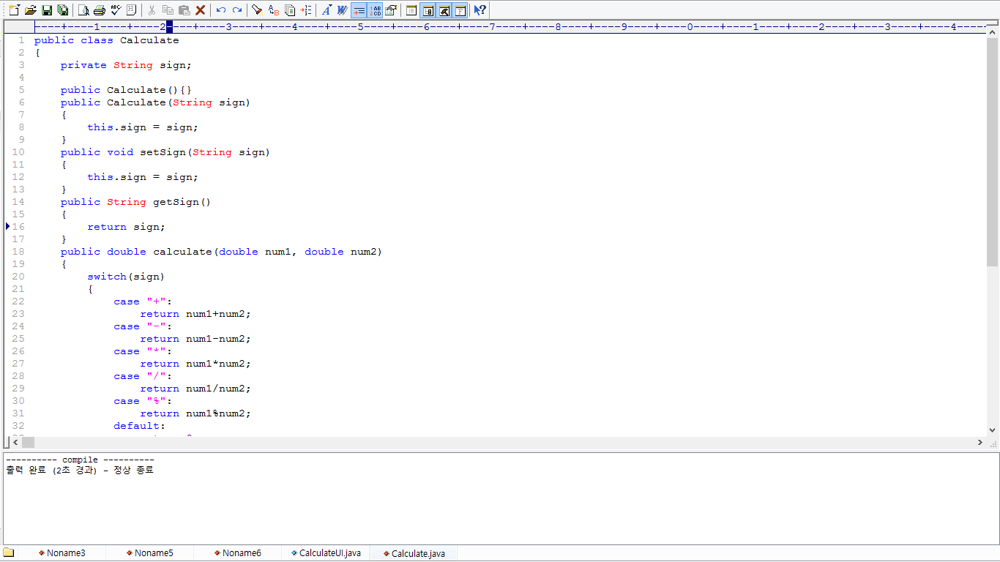 ----+----1----+----2----+----3----+----4----+----5----+----6----+----7----+----8----+----9----+----0----+----1----+----2----+----3----+----4-----
1 public class Calculate
2 {
3     private String sign;
4
5     public Calculate(){}
6     public Calculate(String sign)
7     {
8         this.sign = sign;
9     }
10     public void setSign(String sign)
11     {
12         this.sign = sign;
13     }
14     public String getSign()
15     {
16         return sign;
17     }
18     public double calculate(double num1, double num2)
19     {
20         switch(sign)
21         {
22             case "+":
23                 return num1+num2;
24             case "-":
25                 return num1-num2;
26             case "*":
27                 return num1*num2;
28             case "/":
29                 return num1/num2;
30             case "%":
31                 return num1%num2;
32             default:
---------- compile ----------
출력 완료 (2초 경과) - 정상 종료
Noname3 Noname5 Noname6 CalculateUI.java Calculate.java